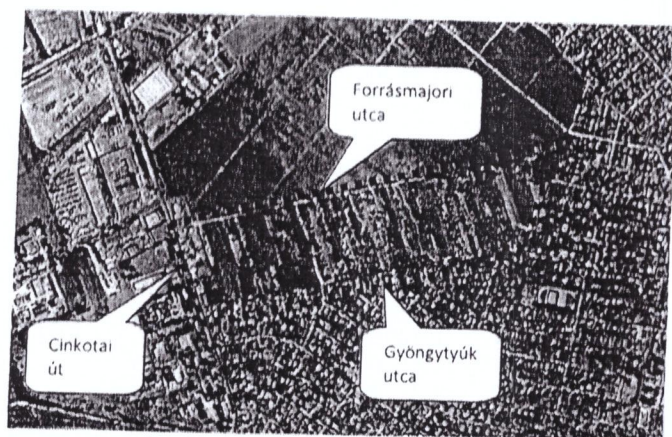 Forrásmajori
utca
Cinkotai
út
Gyöngytyúk
utca